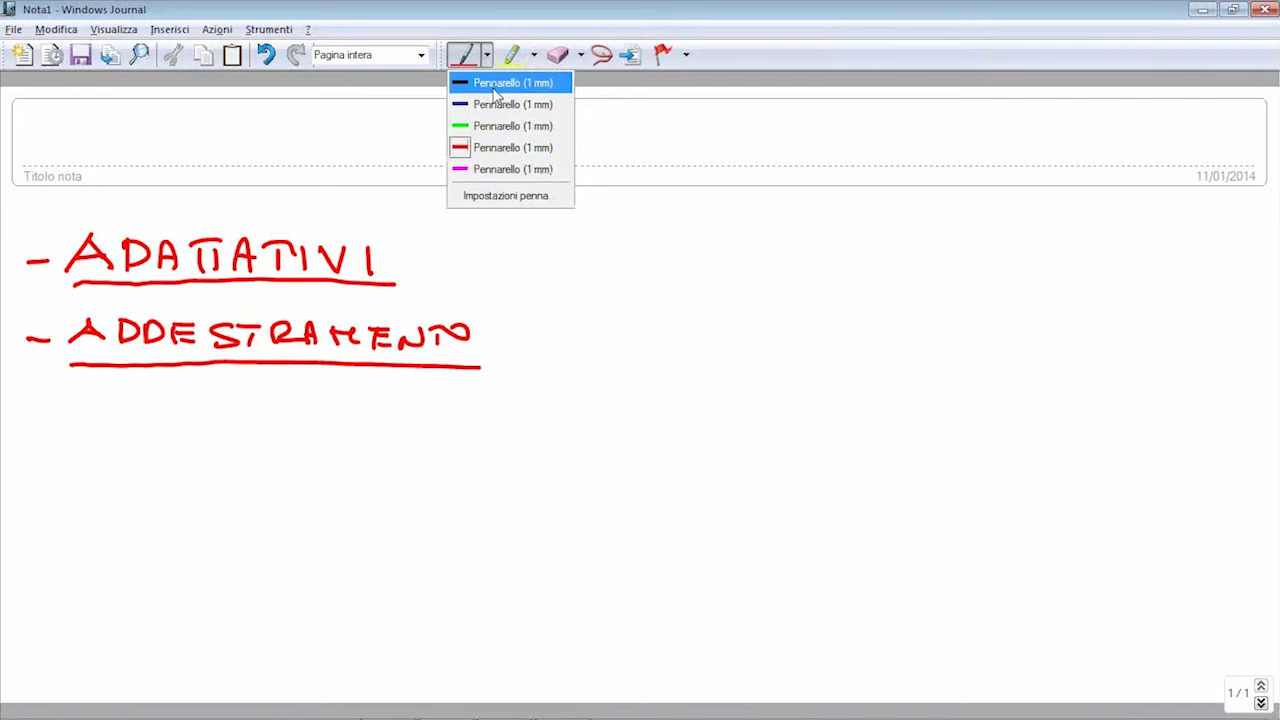 Nota1 - Windows Journal
File Modifica Visualizza Inserisci Azioni Strumenti ?
Pagina intera
Pennarello (1 mm)
Pennarello (1 mm)
Pennarello (1 mm)
Pennarello (1 mm)
Pennarello (1 mm)
Impostazioni penna
Titolo nota 11/01/2014
- ADATTATIVI
- ADDESTRAMENTO
1 / 1